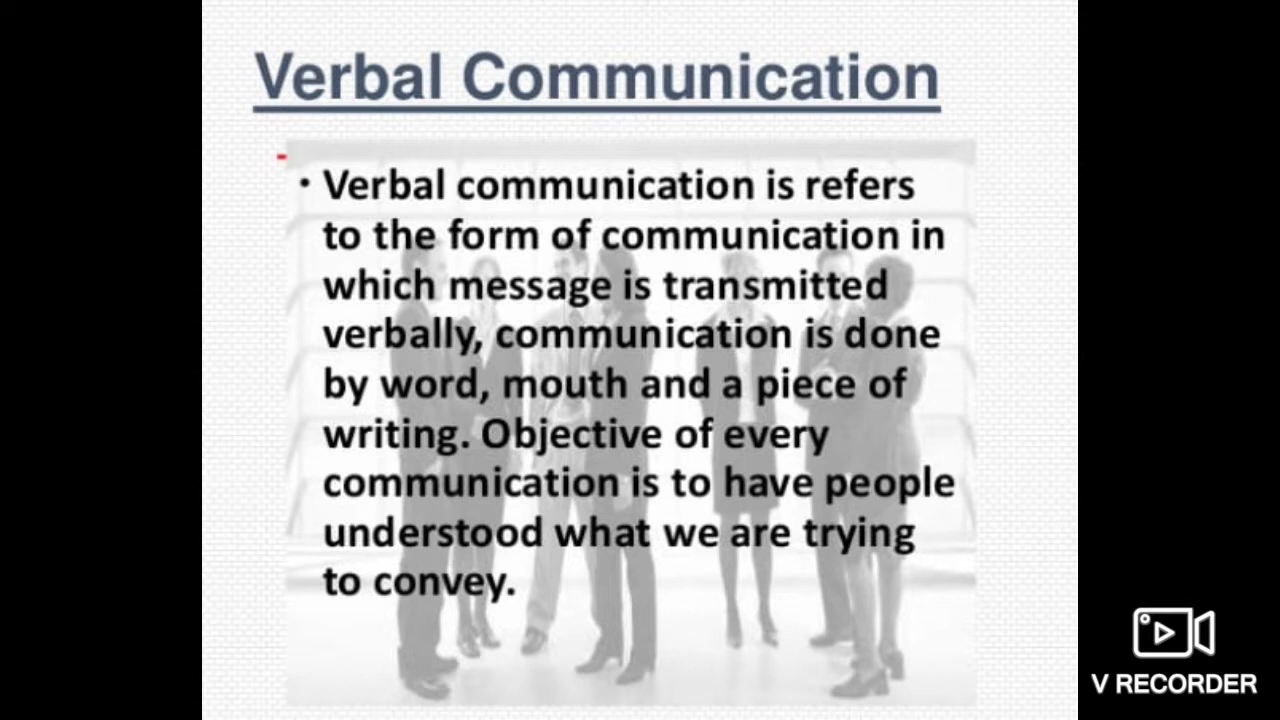 Verbal Communication
• Verbal communication is refers
to the form of communication in
which message is transmitted
verbally, communication is done
by word, mouth and a piece of
writing. Objective of every
communication is to have people
understood what we are trying
to convey.
V RECORDER